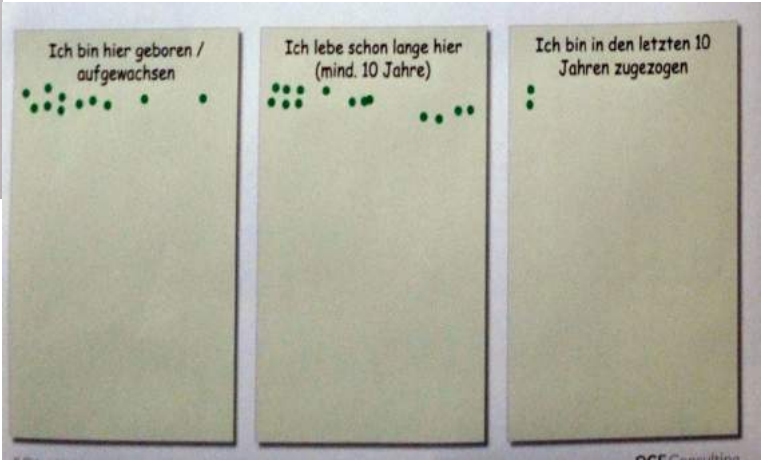 Ich bin hier geboren /
aufgewachsen
Ich lebe schon lange hier
(mind. 10 Jahre)
Ich bin in den letzten 10
Jahren zugezogen